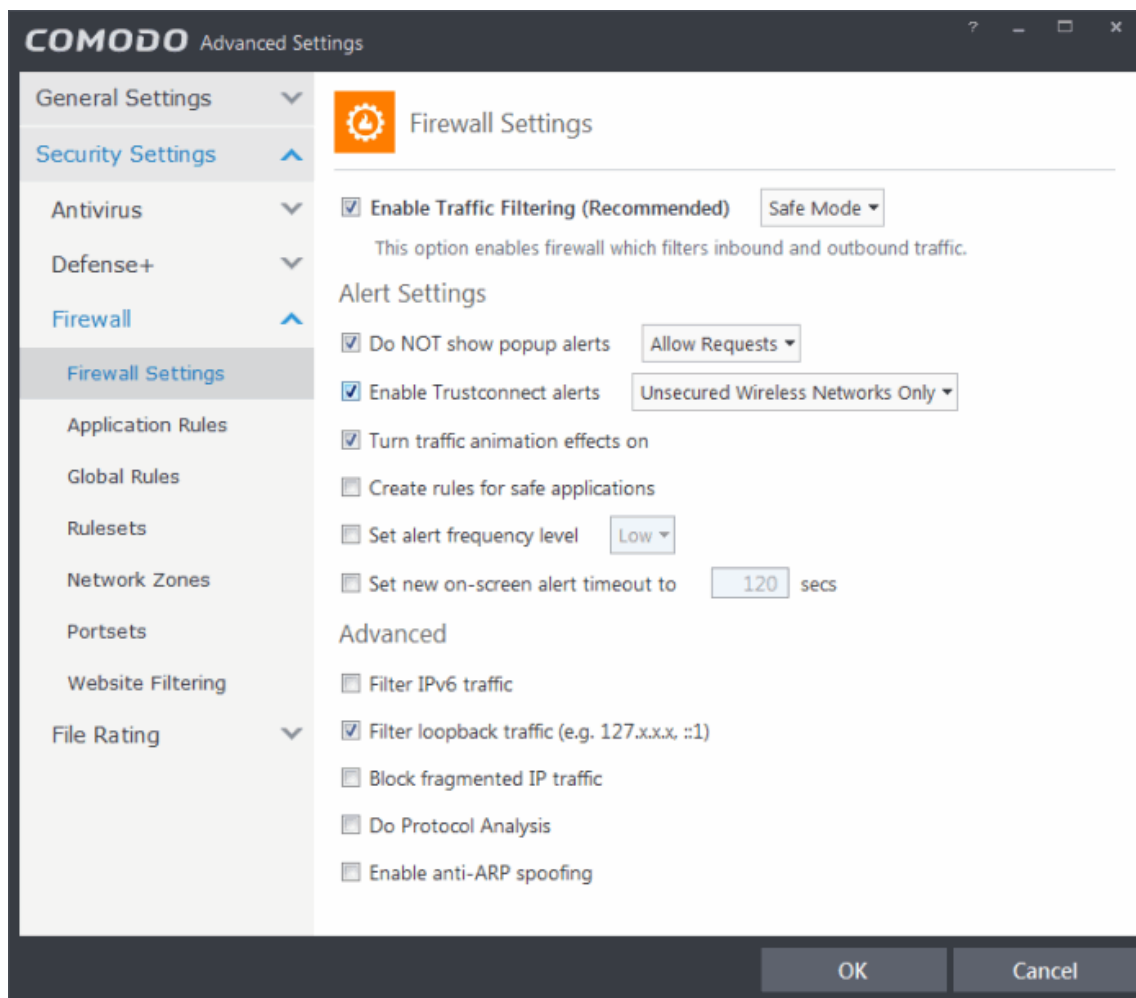 COMODO Advanced Settings
?
General Settings
Security Settings
Antivirus
Defense+
Firewall
Firewall Settings
Application Rules
Global Rules
Rulesets
Network Zones
Portsets
Website Filtering
File Rating
Firewall Settings
Enable Traffic Filtering (Recommended) Safe Mode
This option enables firewall which filters inbound and outbound traffic.
Alert Settings
Do NOT show popup alerts Allow Requests
Enable Trustconnect alerts Unsecured Wireless Networks Only
Turn traffic animation effects on
Create rules for safe applications
Set alert frequency level Low
Set new on-screen alert timeout to 120 secs
Advanced
Filter IPv6 traffic
Filter loopback traffic (e.g. 127.x.x.x, ::1)
Block fragmented IP traffic
Do Protocol Analysis
Enable anti-ARP spoofing
OK Cancel